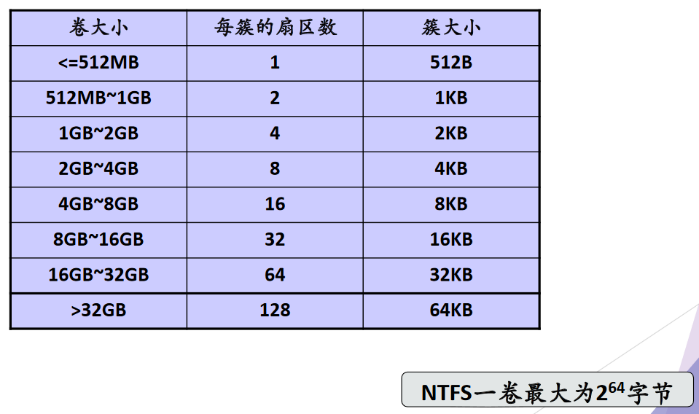 卷大小 每簇的扇区数 簇大小
<=512MB 1 512B
512MB~1GB 2 1KB
1GB~2GB 4 2KB
2GB~4GB 8 4KB
4GB~8GB 16 8KB
8GB~16GB 32 16KB
16GB~32GB 64 32KB
>32GB 128 64KB
NTFS一卷最大为2⁶⁴字节